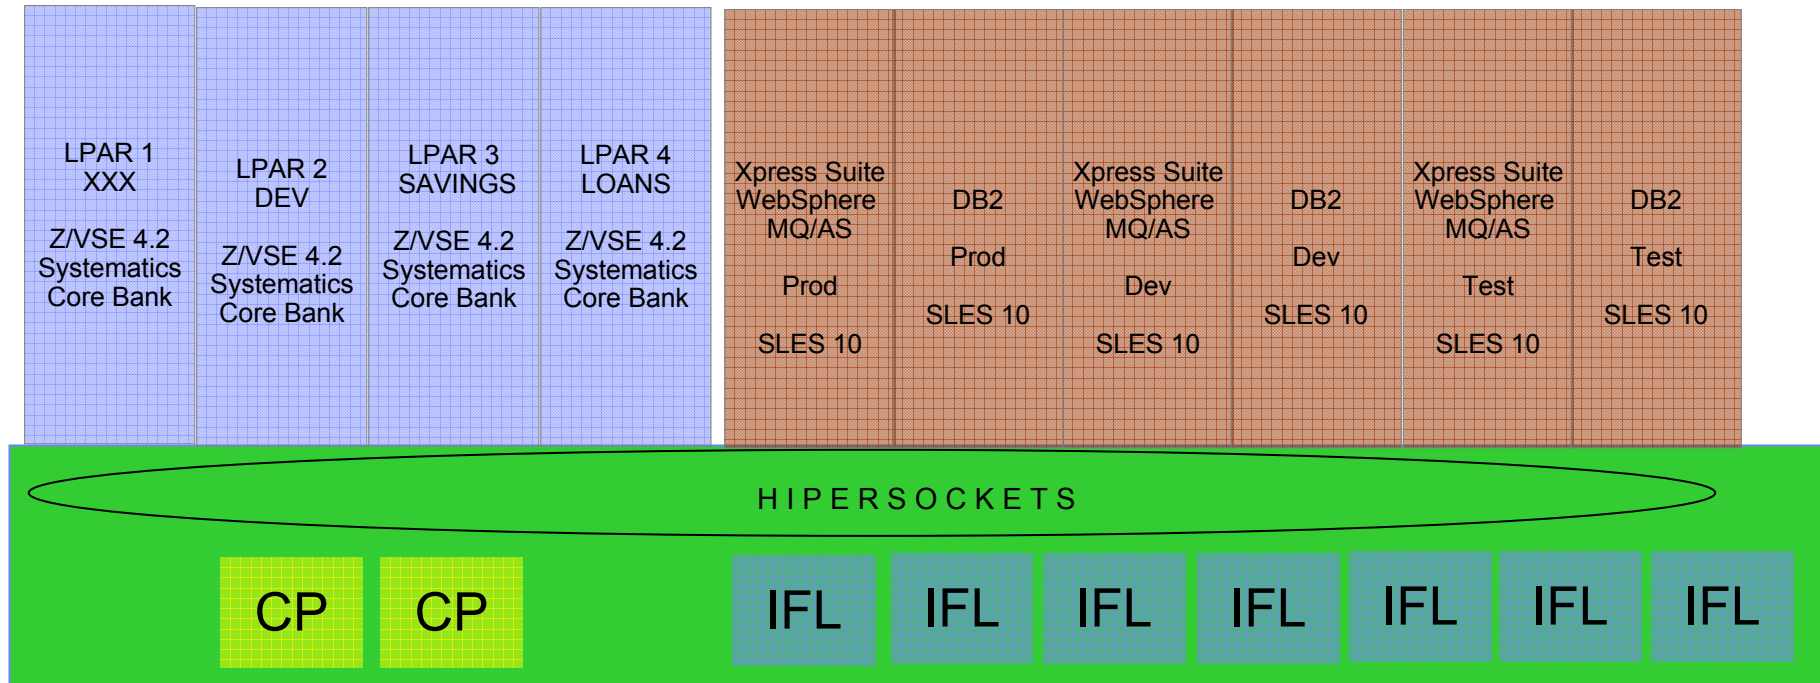 LPAR 1
XXX
Z/VSE 4.2
Systematics
Core Bank
LPAR 2
DEV
Z/VSE 4.2
Systematics
Core Bank
LPAR 3
SAVINGS
Z/VSE 4.2
Systematics
Core Bank
LPAR 4
LOANS
Z/VSE 4.2
Systematics
Core Bank
Xpress Suite
WebSphere
MQ/AS
Prod
SLES 10
DB2
Prod
SLES 10
Xpress Suite
WebSphere
MQ/AS
Dev
SLES 10
DB2
Dev
SLES 10
Xpress Suite
WebSphere
MQ/AS
Test
SLES 10
DB2
Test
SLES 10
H I P E R S O C K E T S
CP
CP
IFL
IFL
IFL
IFL
IFL
IFL
IFL